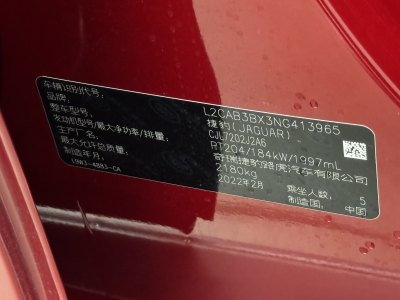 车辆识别代号: L2CAB3BX3NG413965
品牌: 捷豹(JAGUAR)
整车型号: CJL7202J2A6
发动机型号/最大净功率/排量: RT204/184kW/1997mL
生产厂名: 奇瑞捷豹路虎汽车有限公司
最大允许总质量: 2180kg 乘坐人数: 5
制造年月: 2022年2月 制造国: 中国